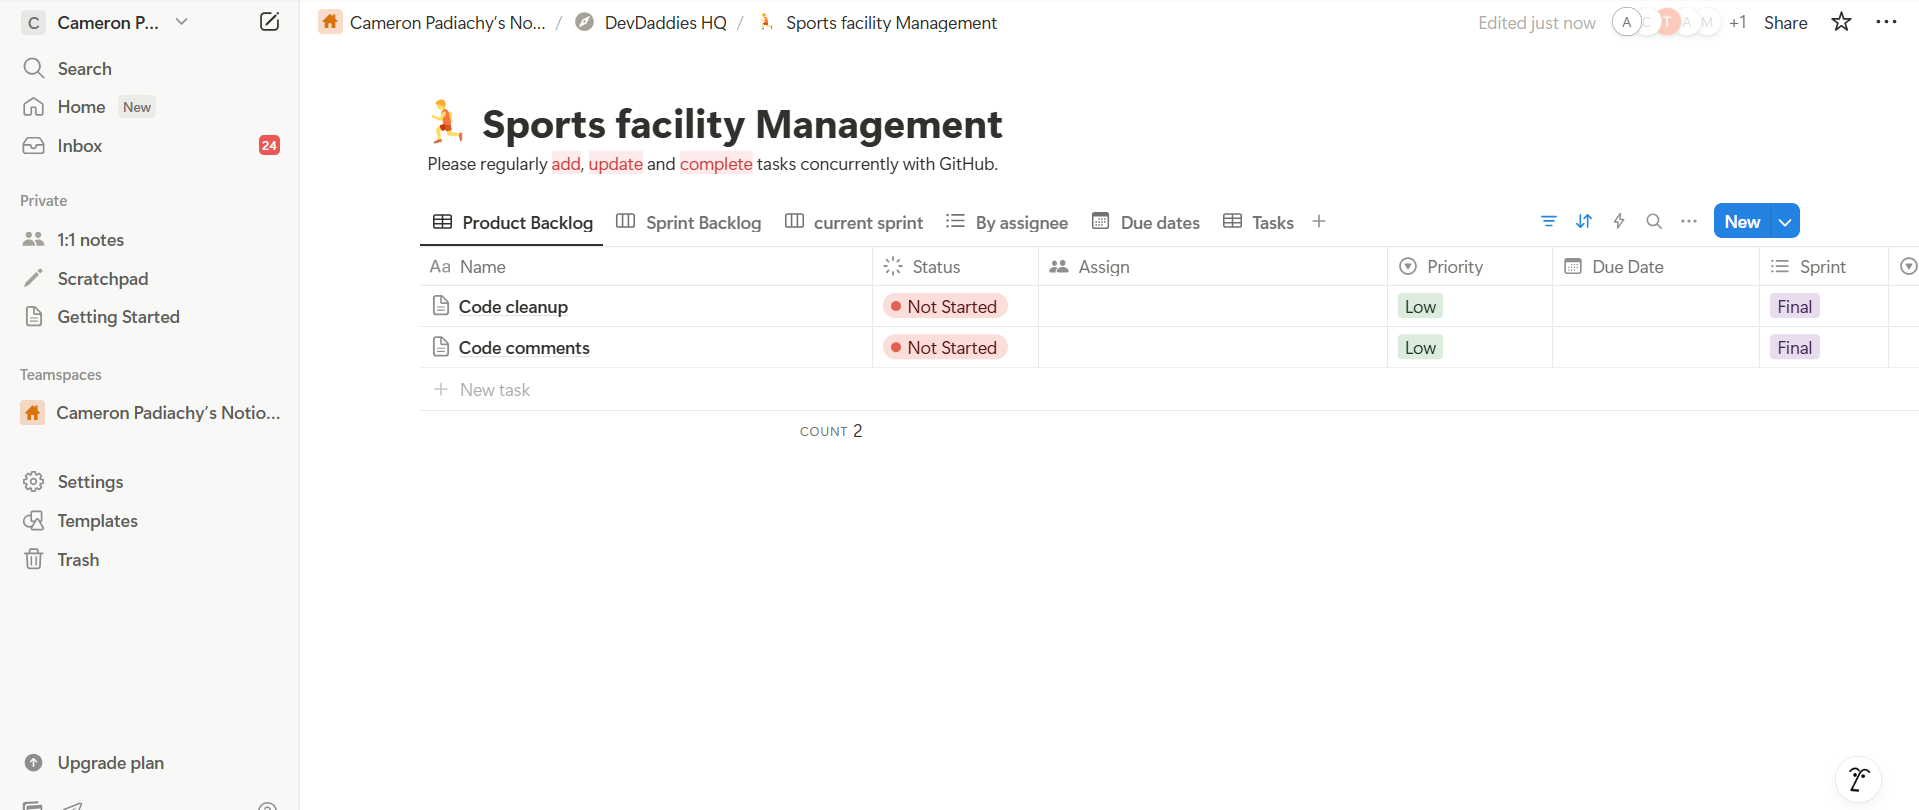 C Cameron P...
Search
Home New
Inbox 24
Private
1:1 notes
Scratchpad
Getting Started
Teamspaces
Cameron Padiachy's Notio...
Settings
Templates
Trash
Upgrade plan
Cameron Padiachy's No... / DevDaddies HQ / Sports facility Management
Edited just now A C T A M +1 Share
Sports facility Management
Please regularly add, update and complete tasks concurrently with GitHub.
Product Backlog Sprint Backlog current sprint By assignee Due dates Tasks
New
Aa Name Status Assign Priority Due Date Sprint
Code cleanup Not Started Low Final
Code comments Not Started Low Final
New task
COUNT 2